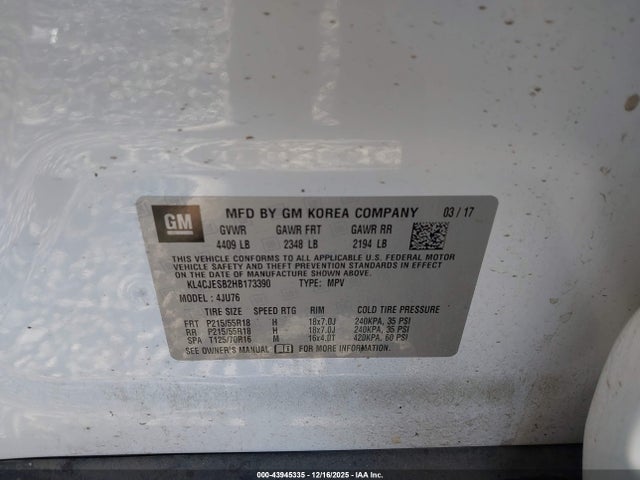 GM
MFD BY GM KOREA COMPANY 03/17
GVWR GAWR FRT GAWR RR
4409 LB 2348 LB 2194 LB
THIS VEHICLE CONFORMS TO ALL APPLICABLE U.S. FEDERAL MOTOR
VEHICLE SAFETY AND THEFT PREVENTION STANDARDS IN EFFECT ON
THE DATE OF MANUFACTURE SHOWN ABOVE.
KL4CJESB2HB173390 TYPE: MPV
MODEL : 4JU76
TIRE SIZE SPEED RTG RIM COLD TIRE PRESSURE
FRT P215/55R18 H 18x7.0J 240KPA, 35 PSI
RR P215/55R18 H 18x7.0J 240KPA, 35 PSI
SPA T125/70R16 M 16x4.0T 420KPA, 60 PSI
SEE OWNER'S MANUAL FOR ADDITIONAL INFORMATION
000-43945335 - 12/16/2025 - IAA Inc.